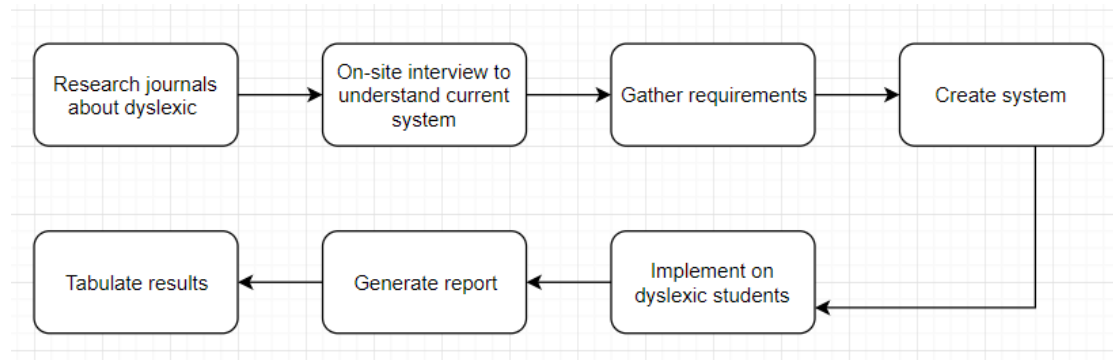 Research journals
about dyslexic
On-site interview to
understand current
system
Gather requirements
Create system
Tabulate results
Generate report
Implement on
dyslexic students